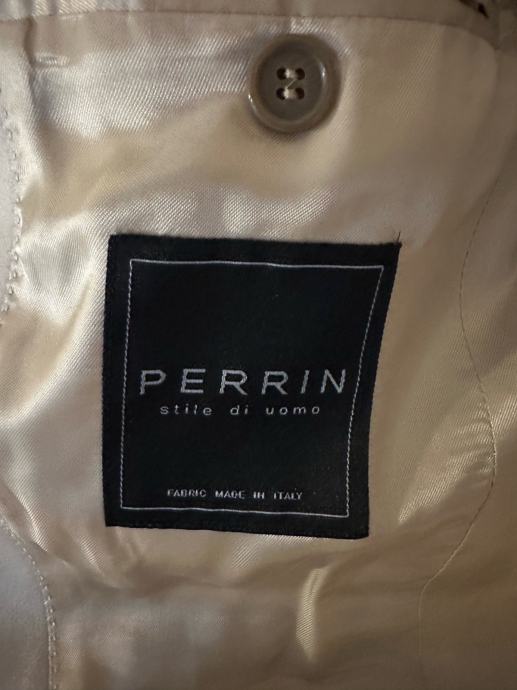 PERRIN
stile di uomo
FABRIC MADE IN ITALY